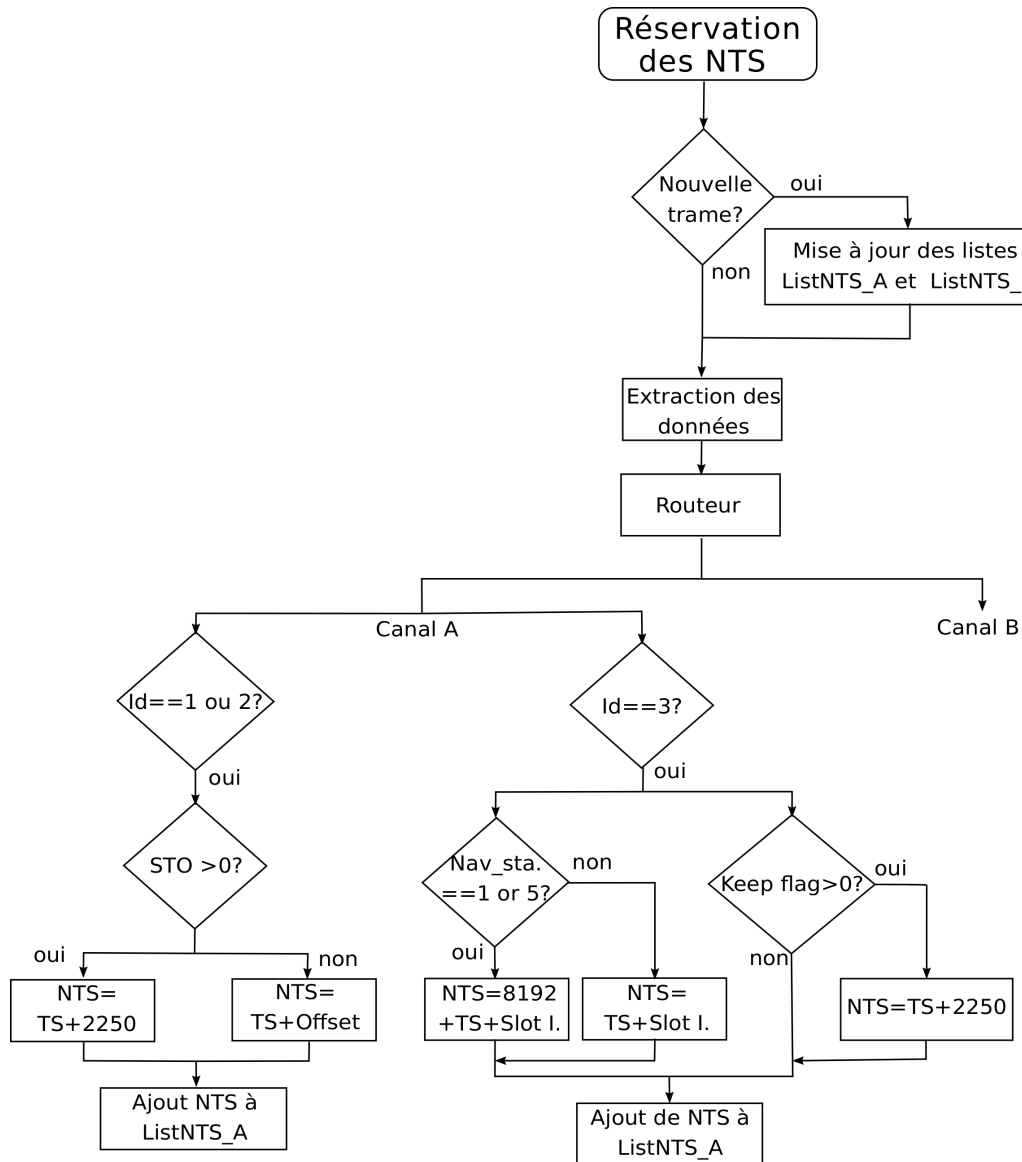 Réservation
des NTS
Nouvelle
trame?
oui
non
Mise à jour des listes
ListNTS_A et ListNTS_
Extraction des
données
Routeur
Canal A
Canal B
Id==1 ou 2?
oui
STO >0?
oui
non
NTS=
TS+2250
NTS=
TS+Offset
Ajout NTS à
ListNTS_A
Id==3?
oui
Nav_sta.
==1 or 5?
non
oui
NTS=8192
+TS+Slot I.
NTS=
TS+Slot I.
Keep flag>0?
oui
non
NTS=TS+2250
Ajout de NTS à
ListNTS_A